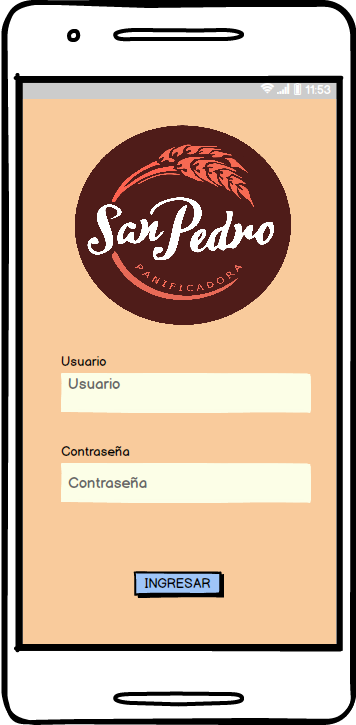 11:53
San Pedro
PANIFICADORA
Usuario
Usuario
Contraseña
Contraseña
INGRESAR